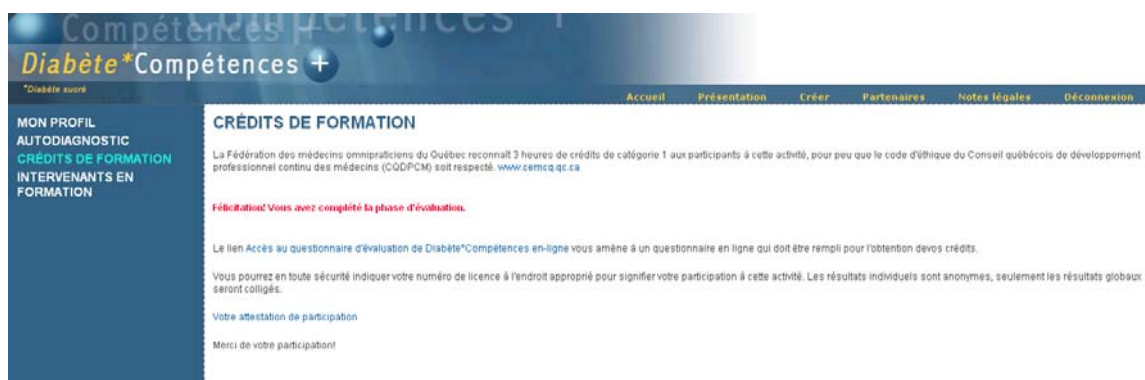 Compétences +
Diabète*Compétences +
*Diabète sucré
Accueil Présentation Créer Partenaires Notes légales Déconnexion
MON PROFIL
AUTODIAGNOSTIC
CRÉDITS DE FORMATION
INTERVENANTS EN
FORMATION
CRÉDITS DE FORMATION
La Fédération des médecins omnipraticiens du Québec reconnaît 3 heures de crédits de catégorie 1 aux participants à cette activité, pour peu que le code d'éthique du Conseil québécois de développement
professionnel continu des médecins (CQDPCM) soit respecté. www.cemcq.qc.ca
Félicitation! Vous avez complété la phase d'évaluation.
Le lien Accès au questionnaire d'évaluation de Diabète*Compétences en-ligne vous amène à un questionnaire en ligne qui doit être rempli pour l'obtention devos crédits.
Vous pourrez en toute sécurité indiquer votre numéro de licence à l'endroit approprié pour signifier votre participation à cette activité. Les résultats individuels sont anonymes, seulement les résultats globaux
seront colligés.
Votre attestation de participation
Merci de votre participation!